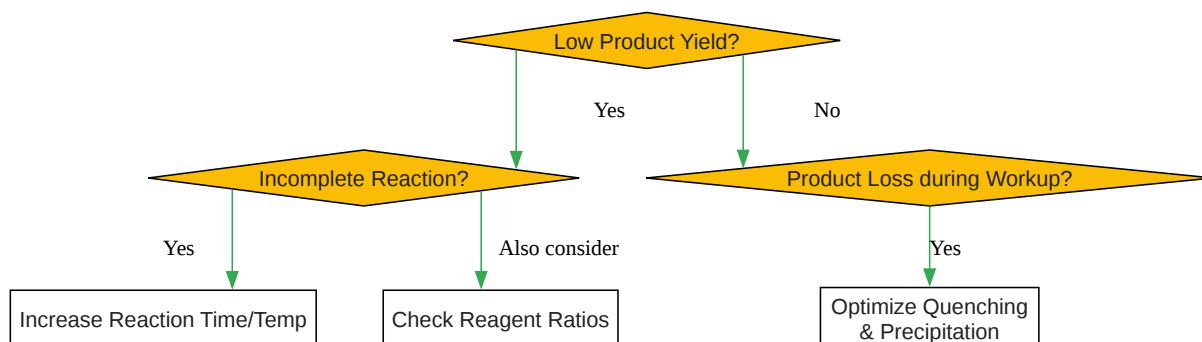 Low Product Yield?
Yes
No
Incomplete Reaction?
Product Loss during Workup?
Yes
Also consider
Yes
Increase Reaction Time/Temp
Check Reagent Ratios
Optimize Quenching
& Precipitation